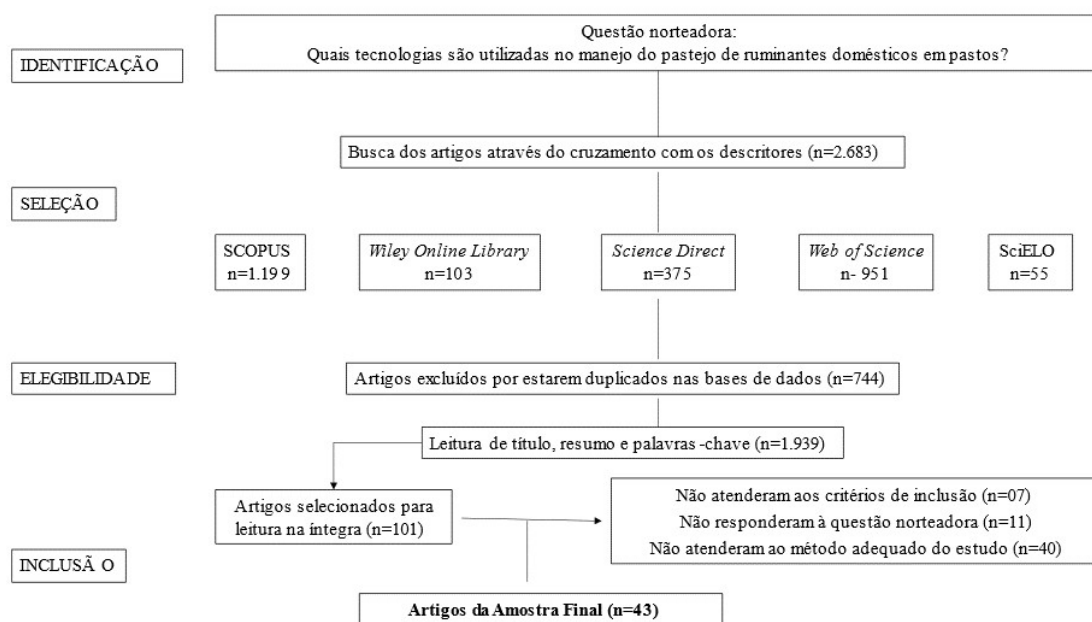 Questão norteadora:
Quais tecnologias são utilizadas no manejo do pastejo de ruminantes domésticos em pastos?
IDENTIFICAÇÃO
Busca dos artigos através do cruzamento com os descritores (n=2.683)
SELEÇÃO
SCOPUS
n=1.199
Wiley Online Library
n=103
Science Direct
n=375
Web of Science
n- 951
SciELO
n=55
ELEGIBILIDADE
Artigos excluídos por estarem duplicados nas bases de dados (n=744)
Leitura de título, resumo e palavras -chave (n=1.939)
Artigos selecionados para
leitura na íntegra (n=101)
Não atenderam aos critérios de inclusão (n=07)
Não responderam à questão norteadora (n=11)
Não atenderam ao método adequado do estudo (n=40)
INCLUSÃ O
Artigos da Amostra Final (n=43)